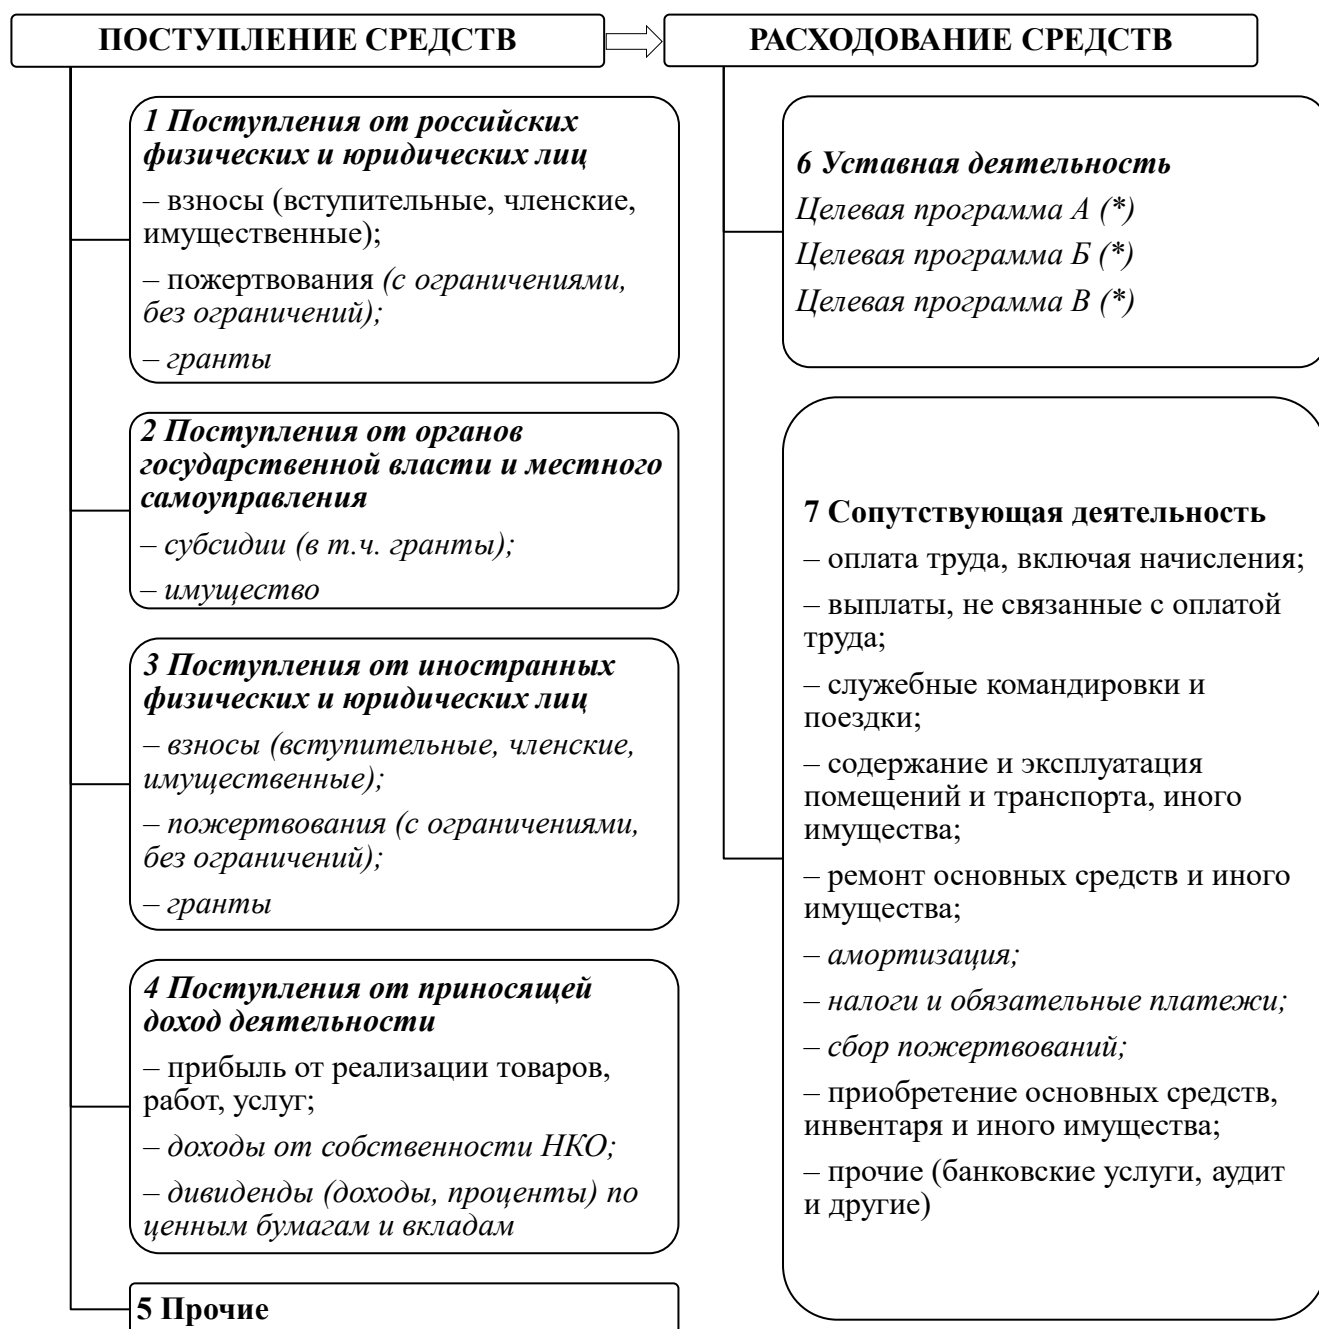 ПОСТУПЛЕНИЕ СРЕДСТВ
1 Поступления от российских
физических и юридических лиц
– взносы (вступительные, членские,
имущественные);
– пожертвования (с ограничениями,
без ограничений);
– гранты
2 Поступления от органов
государственной власти и местного
самоуправления
– субсидии (в т.ч. гранты);
– имущество
3 Поступления от иностранных
физических и юридических лиц
– взносы (вступительные, членские,
имущественные);
– пожертвования (с ограничениями,
без ограничений);
– гранты
4 Поступления от приносящей
доход деятельности
– прибыль от реализации товаров,
работ, услуг;
– доходы от собственности НКО;
– дивиденды (доходы, проценты) по
ценным бумагам и вкладам
5 Прочие
РАСХОДОВАНИЕ СРЕДСТВ
6 Уставная деятельность
Целевая программа А (*)
Целевая программа Б (*)
Целевая программа В (*)
7 Сопутствующая деятельность
– оплата труда, включая начисления;
– выплаты, не связанные с оплатой
труда;
– служебные командировки и
поездки;
– содержание и эксплуатация
помещений и транспорта, иного
имущества;
– ремонт основных средств и иного
имущества;
– амортизация;
– налоги и обязательные платежи;
– сбор пожертвований;
– приобретение основных средств,
инвентаря и иного имущества;
– прочие (банковские услуги, аудит
и другие)